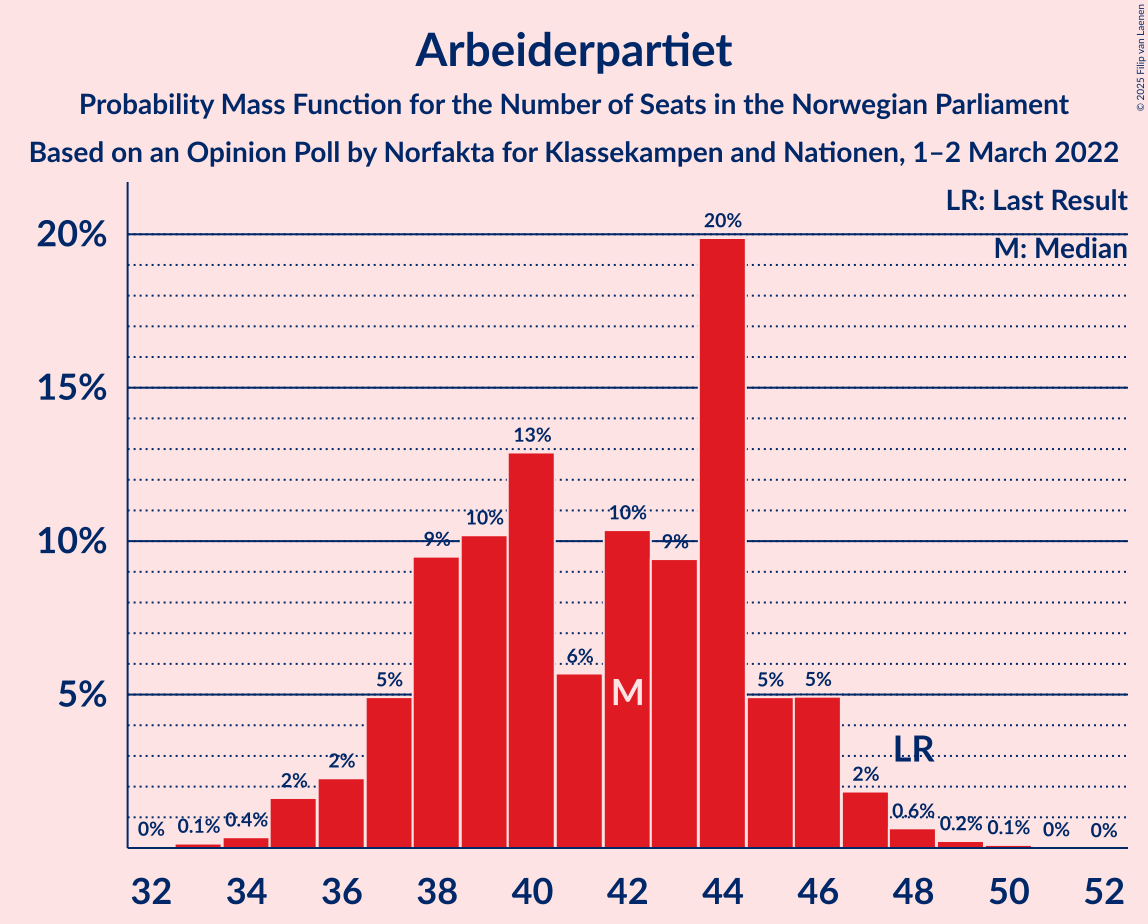 Arbeiderpartiet
Probability Mass Function for the Number of Seats in the Norwegian Parliament
Based on an Opinion Poll by Norfakta for Klassekampen and Nationen, 1–2 March 2022
© 2025 Filip van Laenen
LR: Last Result
M: Median
20%
15%
10%
5%
0%
0.1%
0.4%
2%
2%
5%
9%
10%
13%
6%
10%
9%
20%
5%
5%
2%
0.6%
0.2%
0.1%
0%
0%
M
LR
32 34 36 38 40 42 44 46 48 50 52